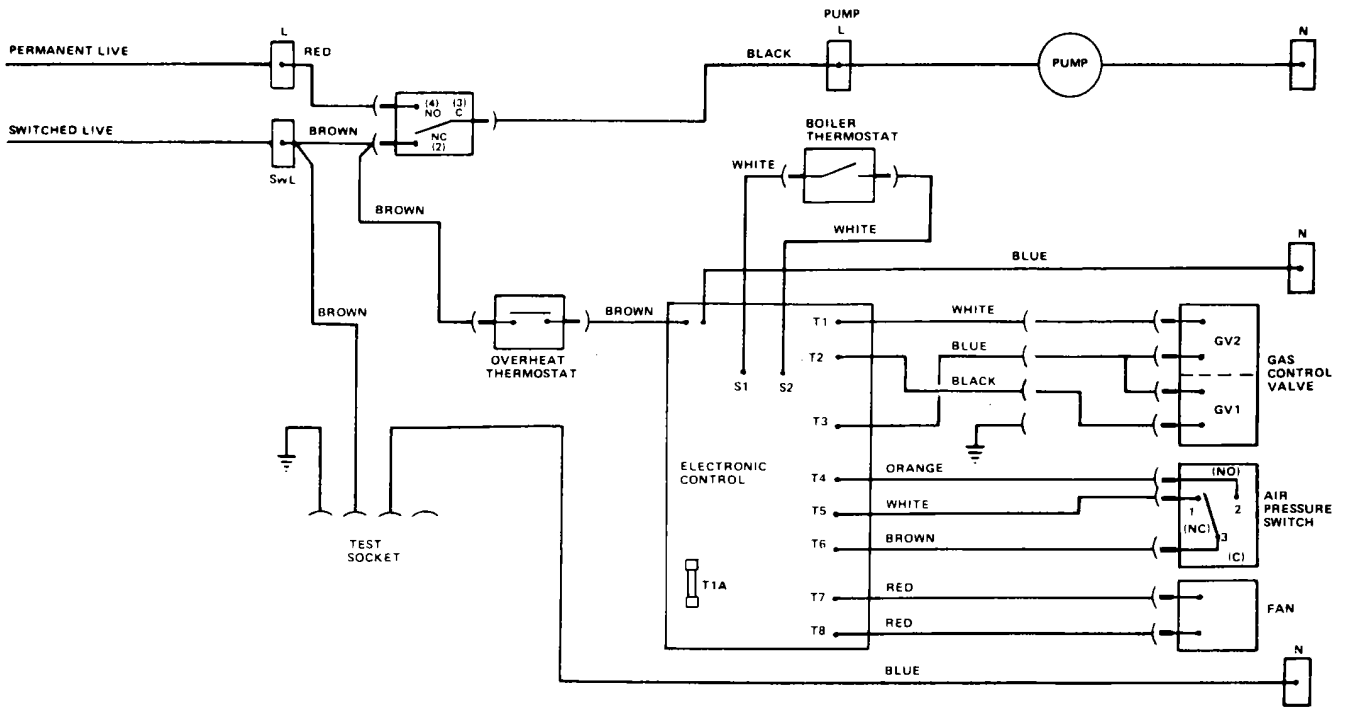 PUMP
L
L
RED
N
PERMANENT LIVE
BLACK
PUMP
(4) (3)
NO C
SWITCHED LIVE
BROWN
NC
(2)
BOILER
THERMOSTAT
WHITE
SwL
BROWN
WHITE
N
BLUE
BROWN
BROWN
OVERHEAT
THERMOSTAT
T1
WHITE
GV2
T2
BLUE
BLACK
S1
S2
GAS
CONTROL
VALVE
T3
GV1
ELECTRONIC
CONTROL
T4
ORANGE
(NO)
T5
WHITE
1
2
(NC)
3
(C)
AIR
PRESSURE
SWITCH
TEST
SOCKET
T6
BROWN
T1A
T7
RED
FAN
T8
RED
N
BLUE